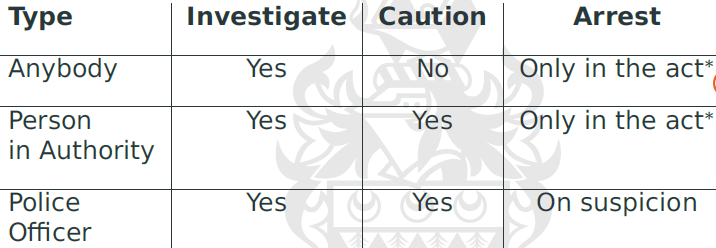 Type Investigate Caution Arrest
Anybody Yes No Only in the act*
Person Yes Yes Only in the act*
in Authority
Police Yes Yes On suspicion
Officer